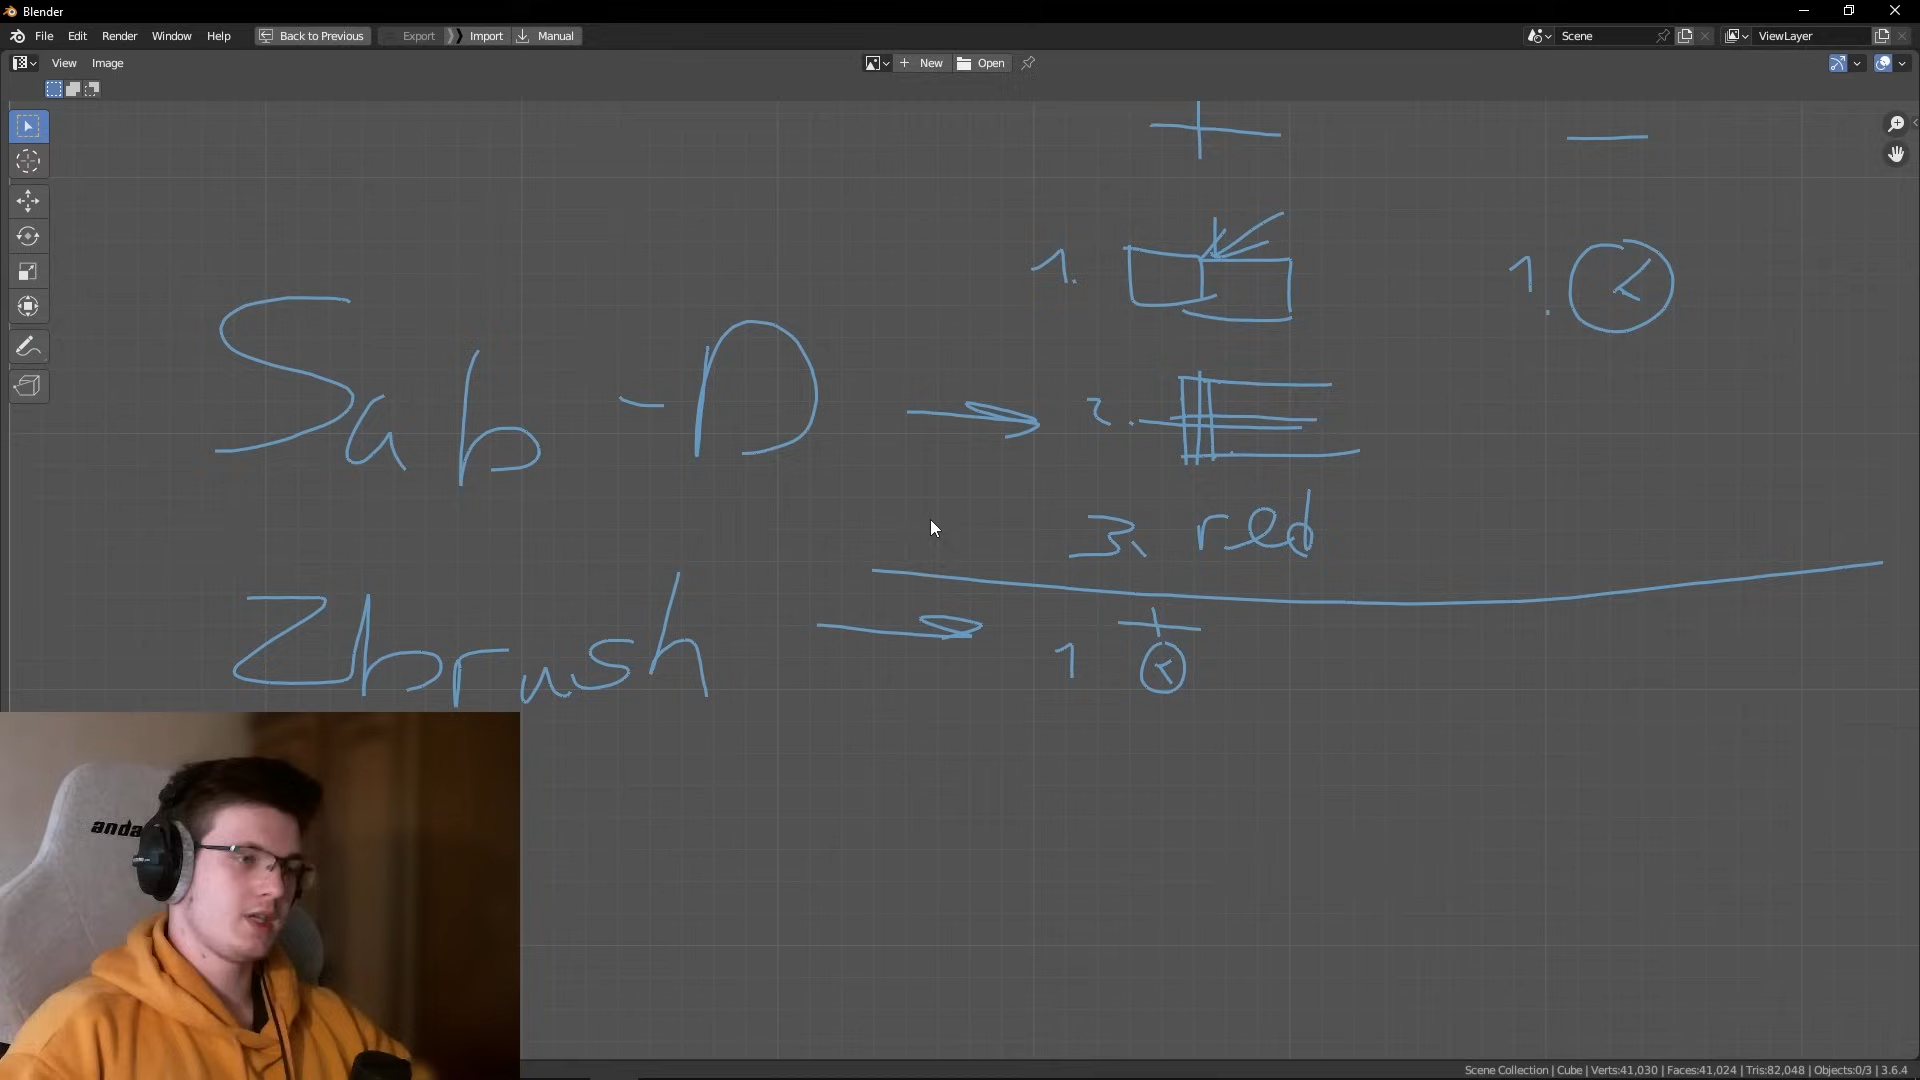 Blender
File Edit Render Window Help Back to Previous Export Import Manual Scene ViewLayer
View Image New Open
+ —
1. 1.
Sab - D 2.
3. red
Zbrush + 1
anda
Scene Collection | Cube | Verts:41,030 | Faces:41,024 | Tris:82,048 | Objects:0/3 | 3.6.4